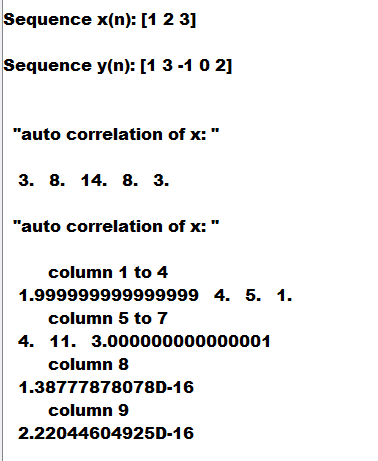 Sequence x(n): [1 2 3]
Sequence y(n): [1 3 -1 0 2]
"auto correlation of x: "
3. 8. 14. 8. 3.
"auto correlation of x: "
column 1 to 4
1.999999999999999 4. 5. 1.
column 5 to 7
4. 11. 3.000000000000001
column 8
1.38777878078D-16
column 9
2.22044604925D-16